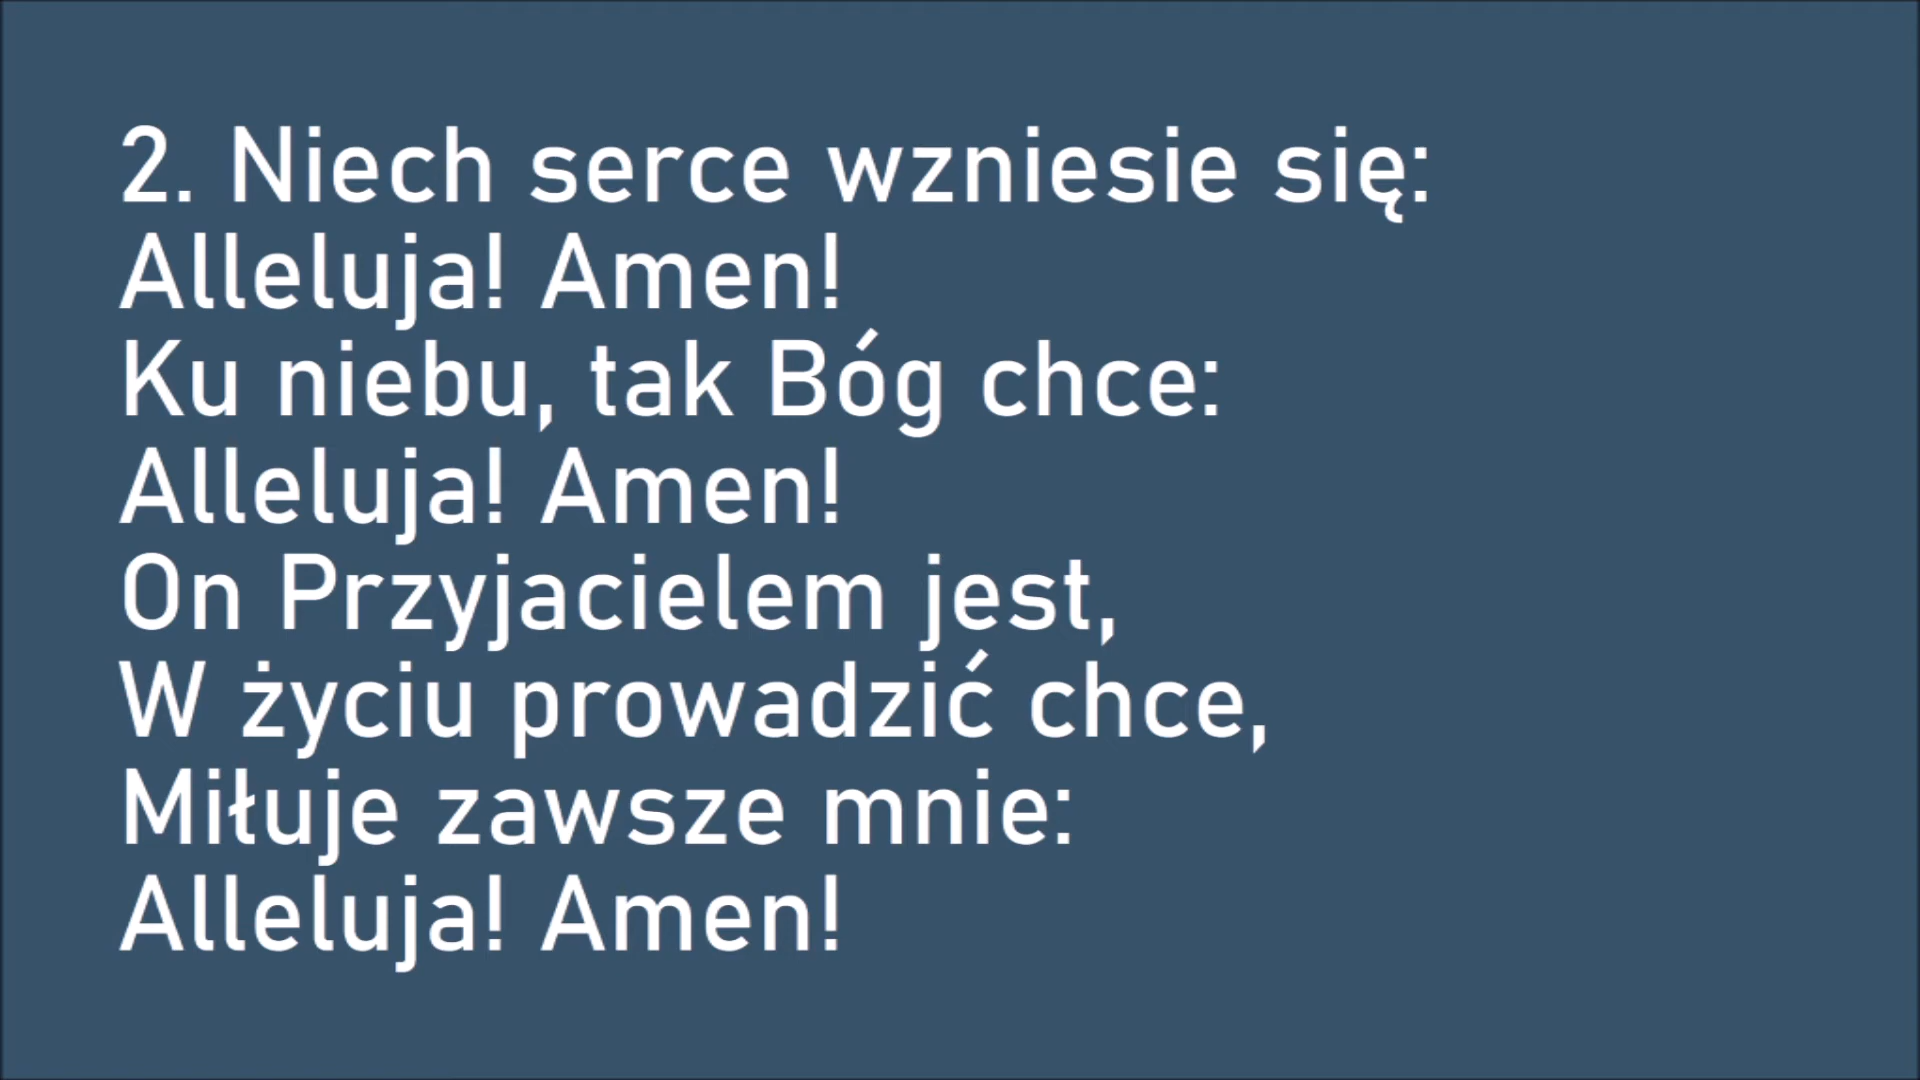 2. Niech serce wzniesie się:
Alleluja! Amen!
Ku niebu, tak Bóg chce:
Alleluja! Amen!
On Przyjacielem jest,
W życiu prowadzić chce,
Miłuje zawsze mnie:
Alleluja! Amen!